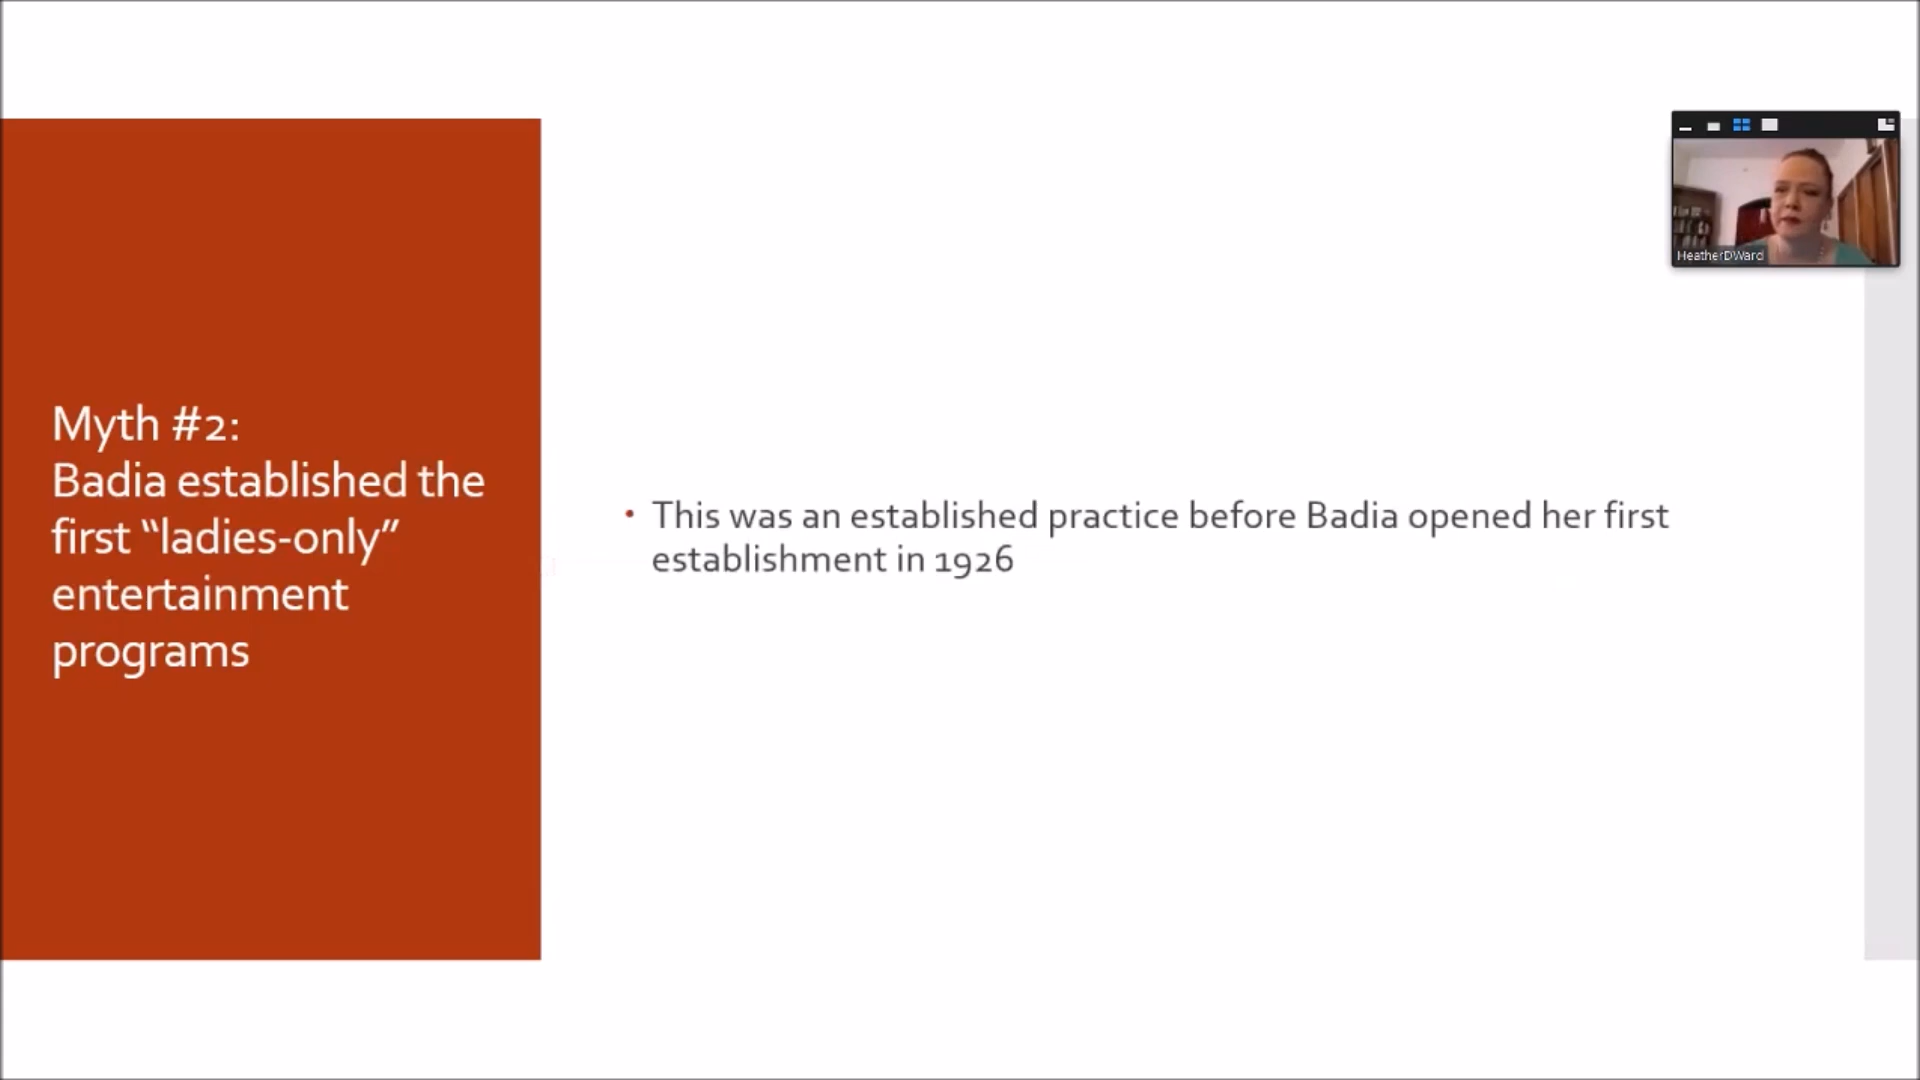 Myth #2:
Badia established the
first “ladies-only”
entertainment
programs
• This was an established practice before Badia opened her first
establishment in 1926
HeatherDWard